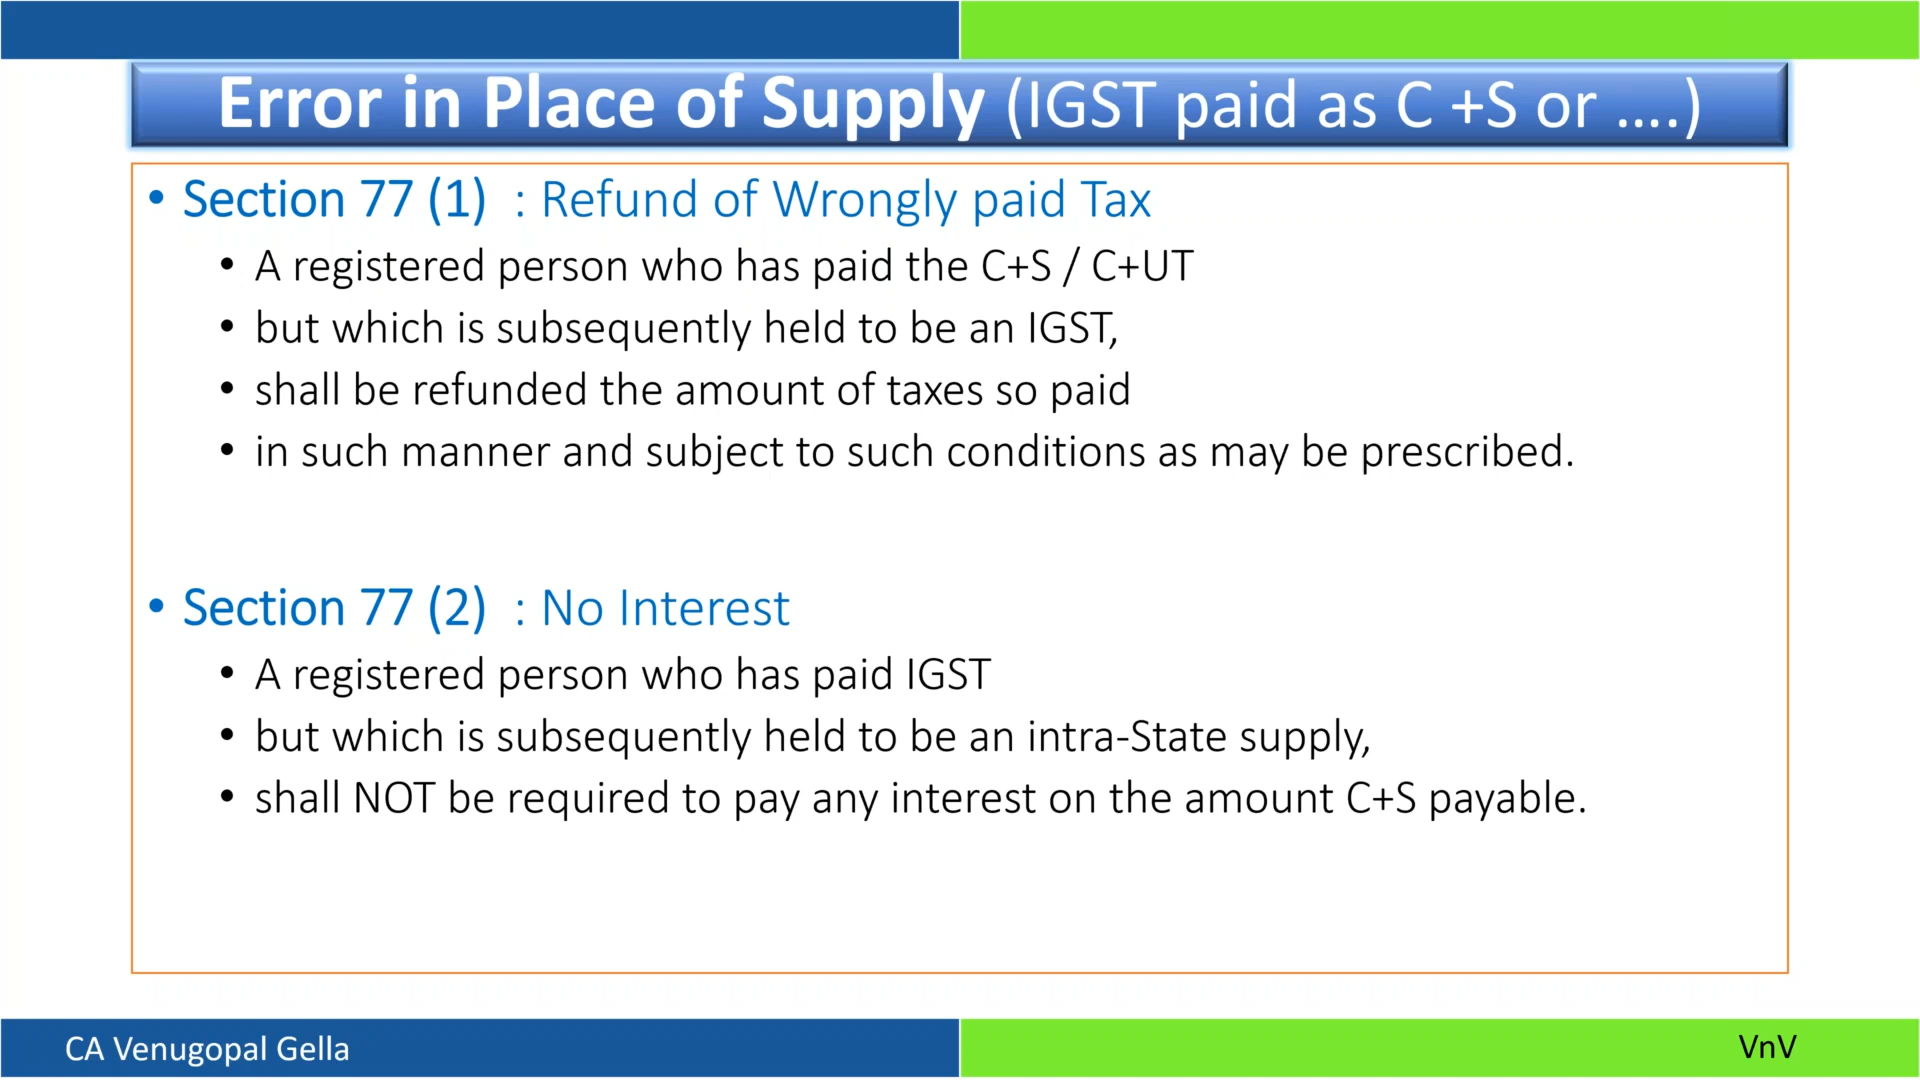 Error in Place of Supply (IGST paid as C +S or ....)
• Section 77 (1) : Refund of Wrongly paid Tax
• A registered person who has paid the C+S / C+UT
• but which is subsequently held to be an IGST,
• shall be refunded the amount of taxes so paid
• in such manner and subject to such conditions as may be prescribed.
• Section 77 (2) : No Interest
• A registered person who has paid IGST
• but which is subsequently held to be an intra-State supply,
• shall NOT be required to pay any interest on the amount C+S payable.
CA Venugopal Gella
VnV